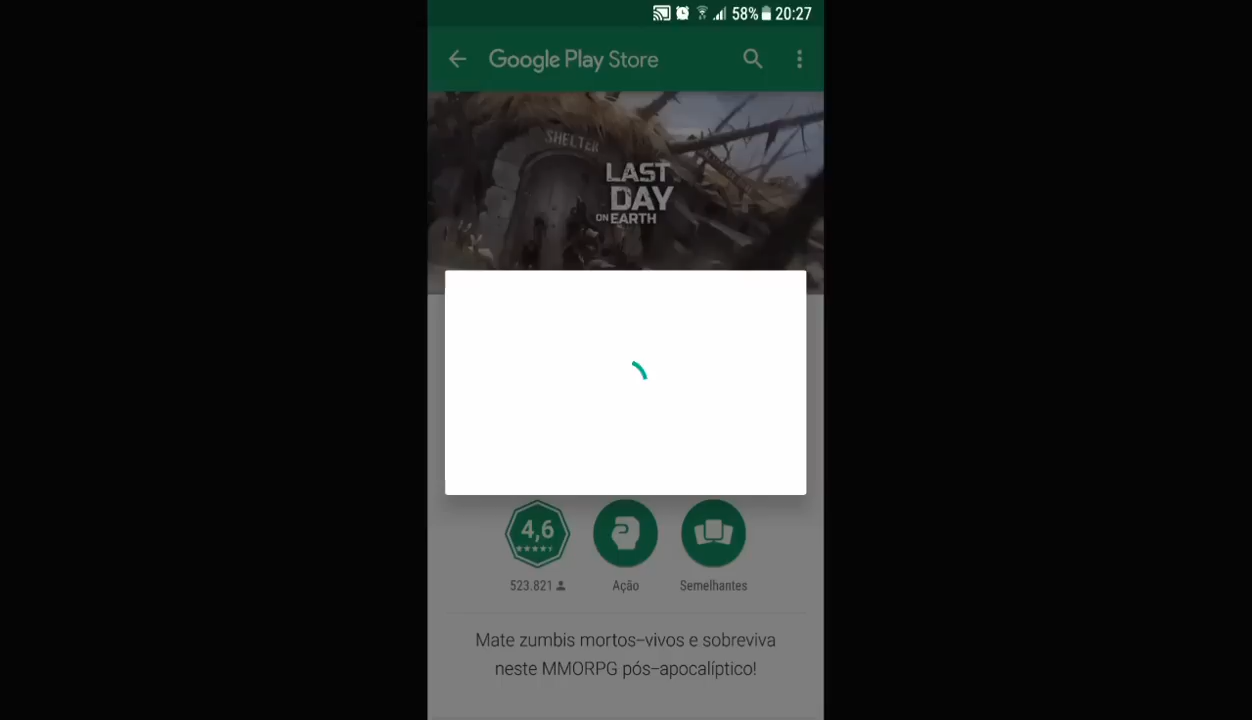 58% 20:27
Google Play Store
SHELTER
LAST
DAY
ON EARTH
4,6
523.821
Ação
Semelhantes
Mate zumbis mortos-vivos e sobreviva
neste MMORPG pós-apocalíptico!